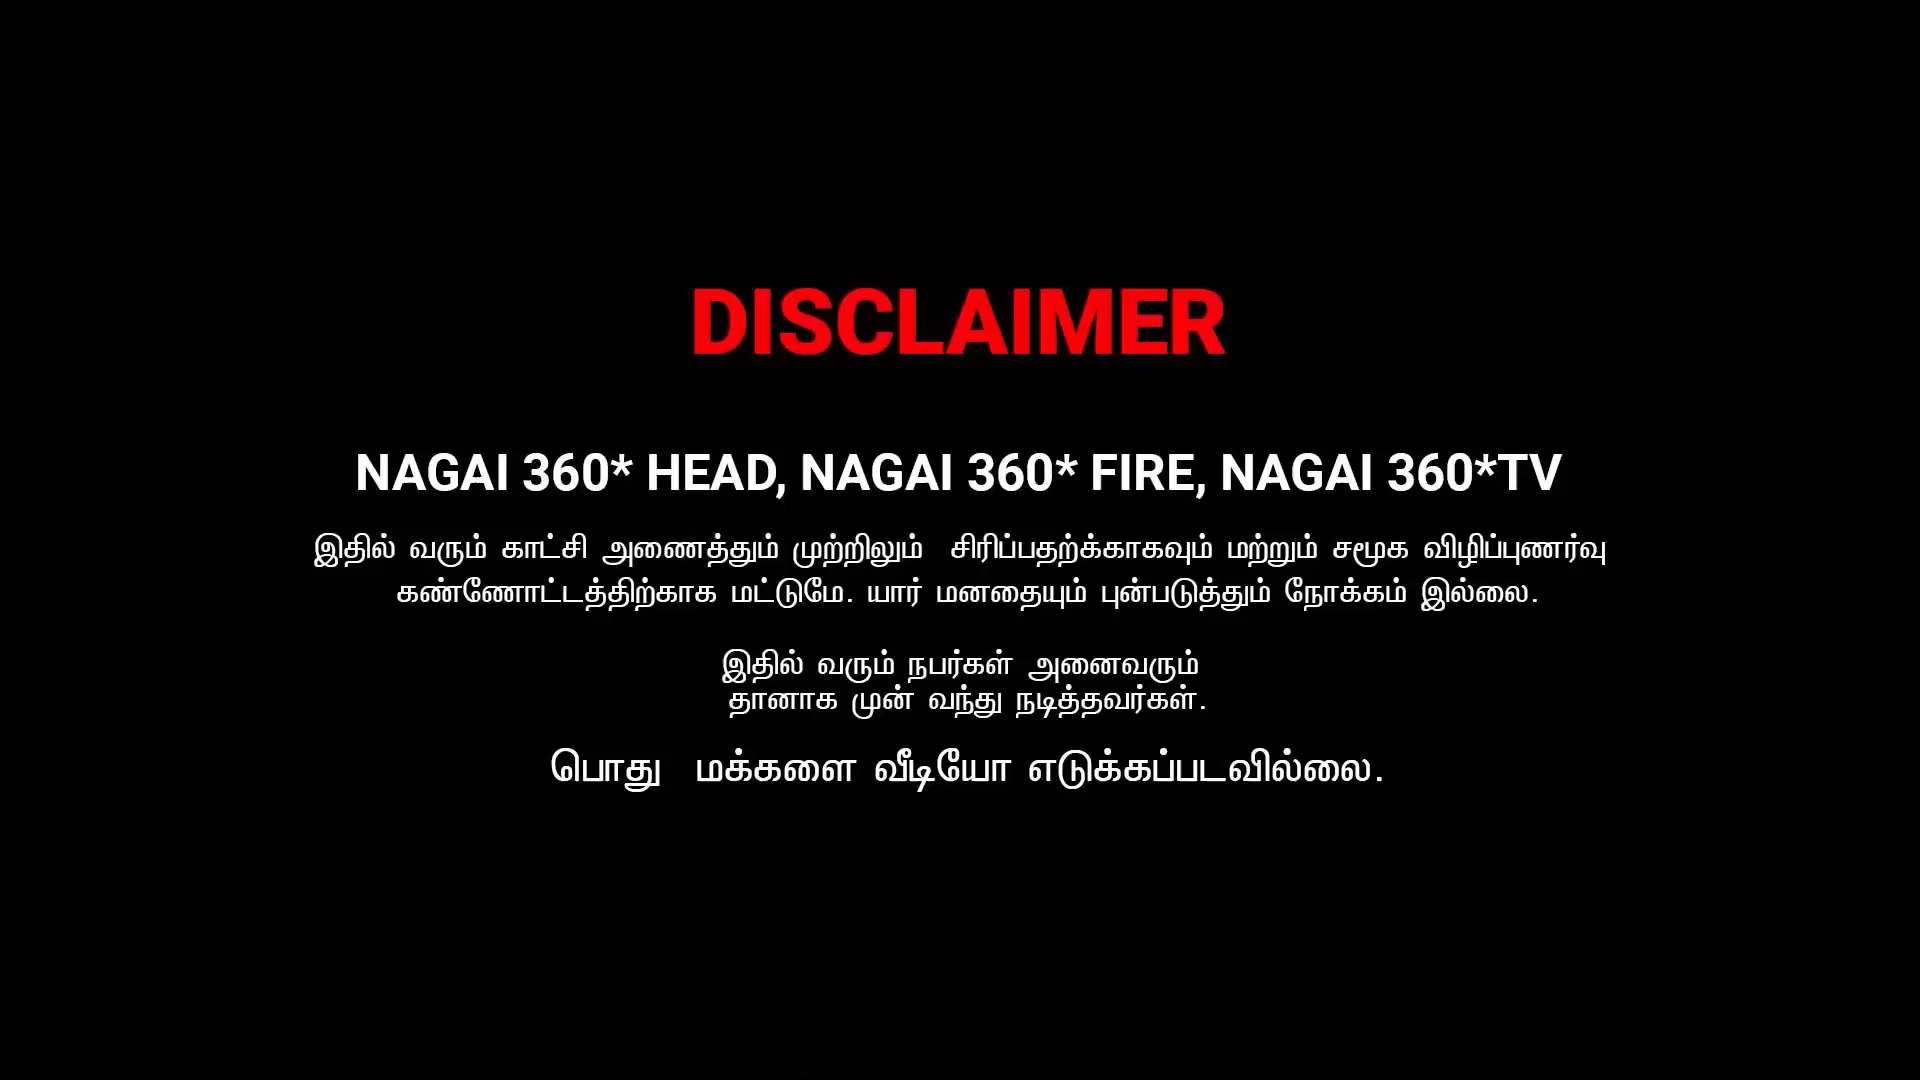 DISCLAIMER
NAGAI 360* HEAD, NAGAI 360* FIRE, NAGAI 360*TV
இதில் வரும் காட்சி அணைத்தும் முற்றிலும் சிரிப்பதற்க்காகவும் மற்றும் சமூக விழிப்புணர்வு
கண்ணோட்டத்திற்காக மட்டுமே. யார் மனதையும் புன்படுத்தும் நோக்கம் இல்லை.
இதில் வரும் நபர்கள் அனைவரும்
தானாக முன் வந்து நடித்தவர்கள்.
பொது மக்களை வீடியோ எடுக்கப்படவில்லை.